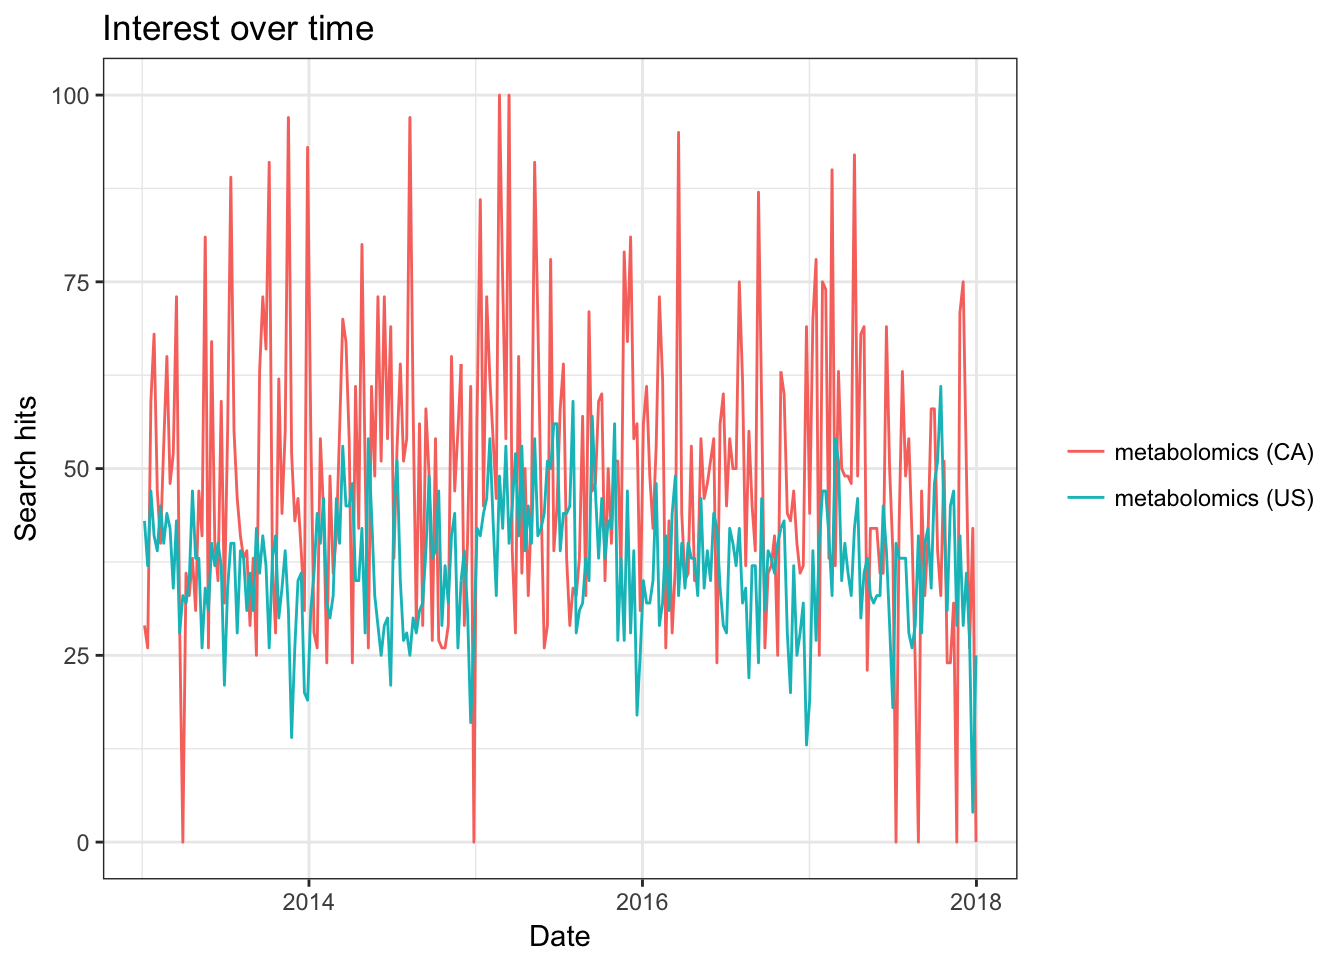 Interest over time
100
75
50
25
0
Search hits
2014
2016
2018
Date
metabolomics (CA)
metabolomics (US)